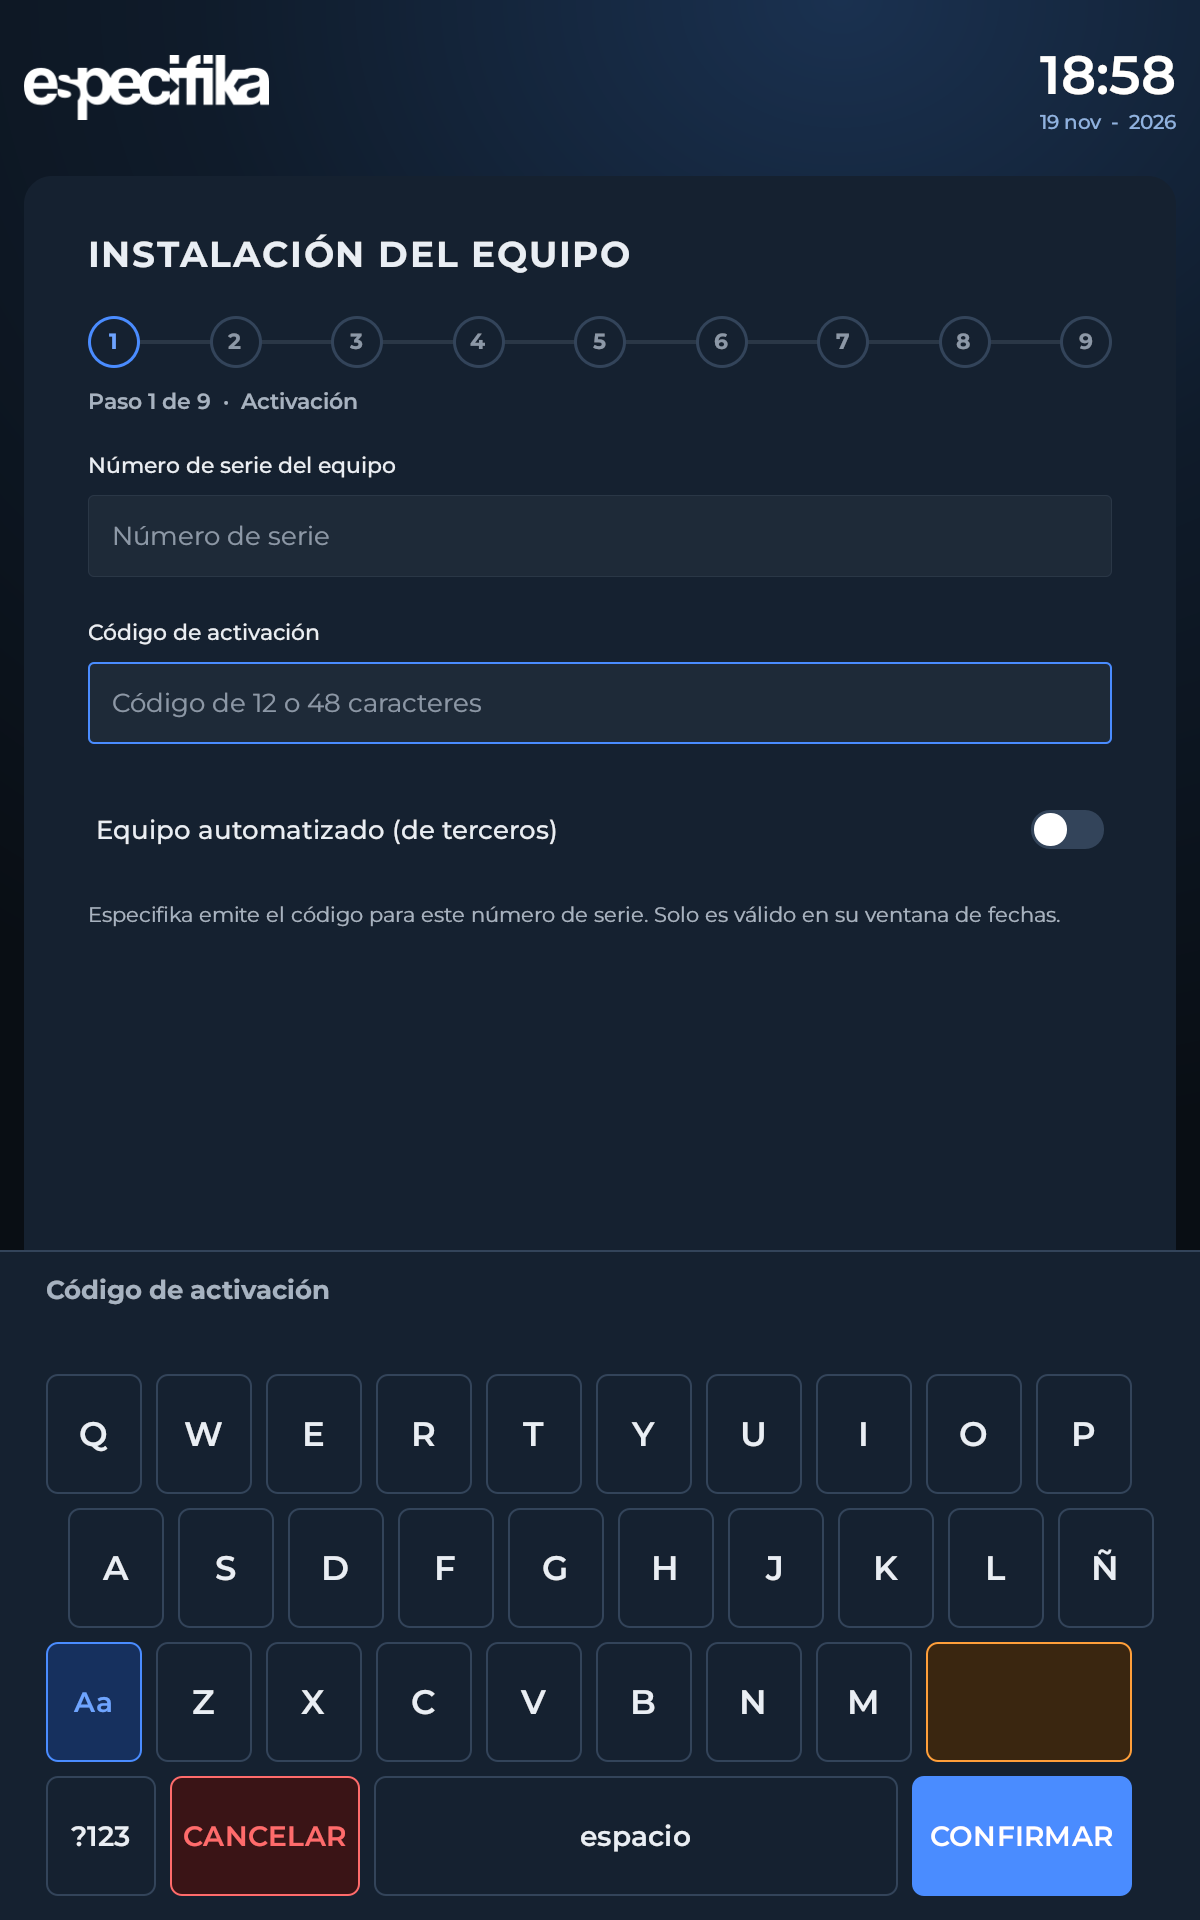 especifika
18:58
19 nov - 2026
INSTALACIÓN DEL EQUIPO
1 2 3 4 5 6 7 8 9
Paso 1 de 9 · Activación
Número de serie del equipo
Número de serie
Código de activación
Código de 12 o 48 caracteres
Equipo automatizado (de terceros)
Especifika emite el código para este número de serie. Solo es válido en su ventana de fechas.
Código de activación
Q W E R T Y U I O P
A S D F G H J K L Ñ
Aa Z X C V B N M
?123 CANCELAR espacio CONFIRMAR